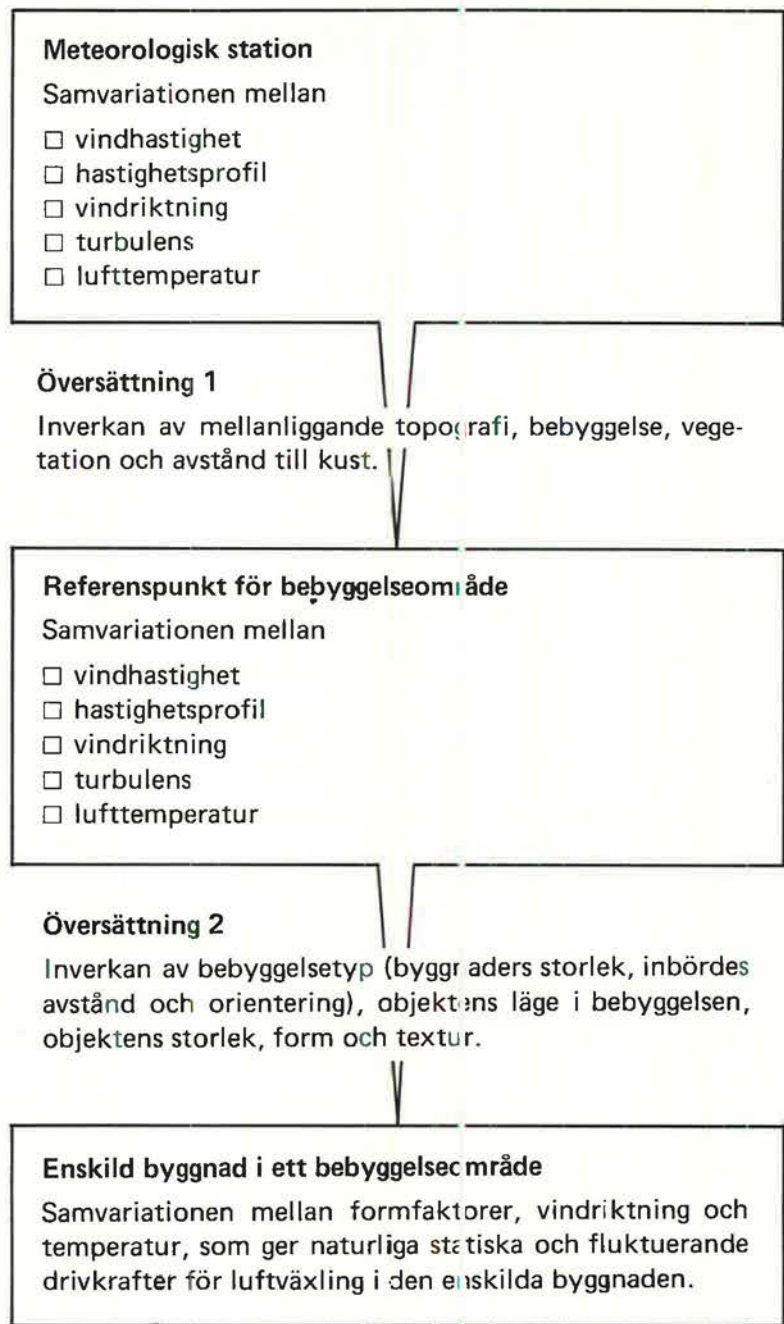 Meteorologisk station
Samvariationen mellan
□ vindhastighet
□ hastighetsprofil
□ vindriktning
□ turbulens
□ lufttemperatur
Översättning 1
Inverkan av mellanliggande topografi, bebyggelse, vege-
tation och avstånd till kust.
Referenspunkt för bebyggelseområde
Samvariationen mellan
□ vindhastighet
□ hastighetsprofil
□ vindriktning
□ turbulens
□ lufttemperatur
Översättning 2
Inverkan av bebyggelsetyp (byggnaders storlek, inbördes
avstånd och orientering), objektens läge i bebyggelsen,
objektens storlek, form och textur.
Enskild byggnad i ett bebyggelseområde
Samvariationen mellan formfaktorer, vindriktning och
temperatur, som ger naturliga statiska och fluktuerande
drivkrafter för luftväxling i den enskilda byggnaden.